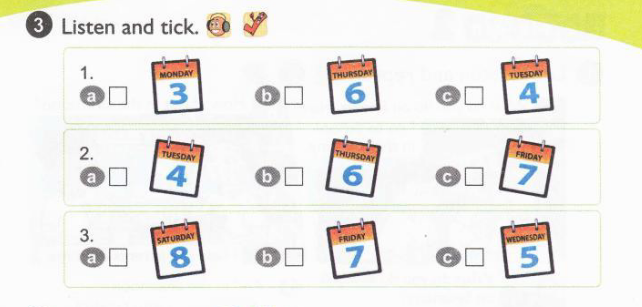 3 Listen and tick.
1.
a MONDAY 3 b THURSDAY 6 c TUESDAY 4
2.
a TUESDAY 4 b THURSDAY 6 c FRIDAY 7
3.
a SATURDAY 8 b FRIDAY 7 c WEDNESDAY 5